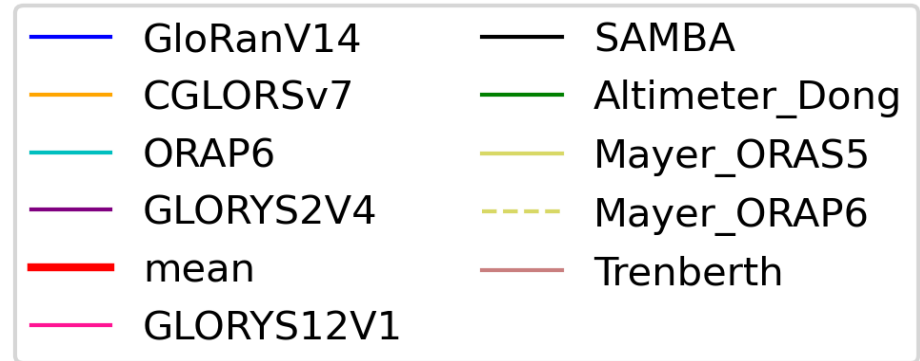 GloRanV14
CGLORSv7
ORAP6
GLORYS2V4
mean
GLORYS12V1
SAMBA
Altimeter_Dong
Mayer_ORAS5
Mayer_ORAP6
Trenberth